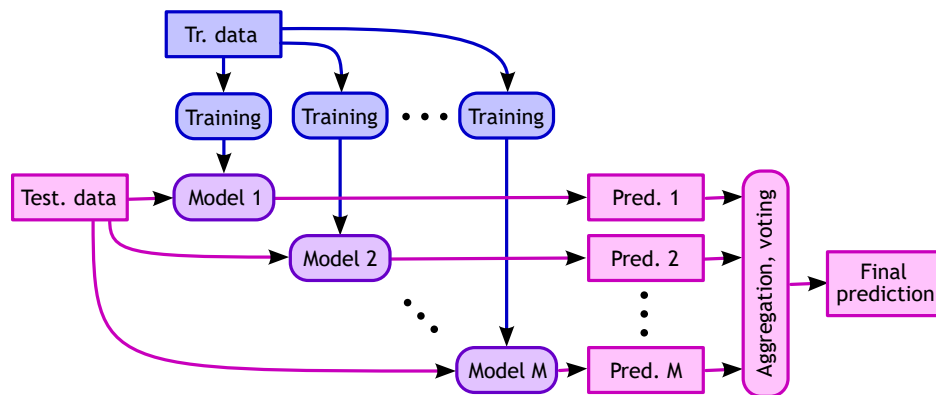 Tr. data
Training
Training
Training
Test. data
Model 1
Pred. 1
Model 2
Pred. 2
Model M
Pred. M
Aggregation, voting
Final
prediction